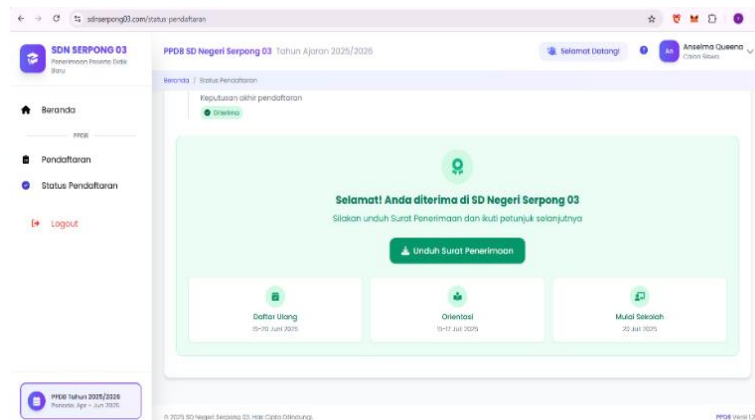 sdnserpong03.com/status pendaftaran
SDN SERPONG 03
Penerimaan Peserta Didik
Baru
PPDB SD Negeri Serpong 03 Tahun Ajaran 2025/2026
Selamat Datang!
An
Anselma Queena
Calon Siswa
Beranda / Status Pendaftaran
Beranda
PPDB
Pendaftaran
Status Pendaftaran
Logout
Keputusan akhir pendaftaran
Diterima
Selamat! Anda diterima di SD Negeri Serpong 03
Silakan unduh Surat Penerimaan dan ikuti petunjuk selanjutnya
Unduh Surat Penerimaan
Daftar Ulang
15-20 Juni 2025
Orientasi
15-17 Juli 2025
Mulai Sekolah
20 Juli 2025
PPDB Tahun 2025/2026
Periode: Apr - Jun 2025
© 2025 SD Negeri Serpong 03. Hak Cipta Dilindungi.
PPDB Versi 1.2